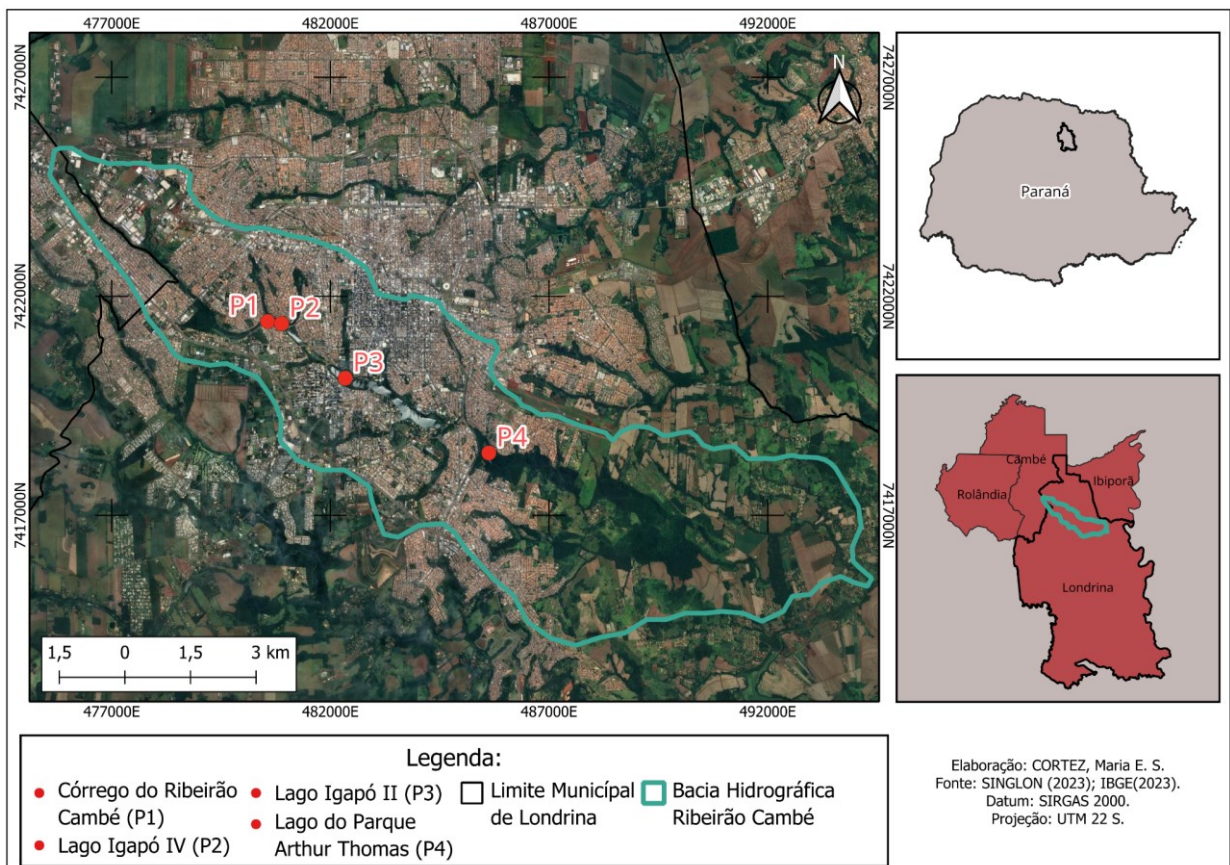 477000E
482000E
487000E
492000E
7427000N
7427000N
N
P1
P2
P3
P4
7422000N
7422000N
7417000N
7417000N
1,5
0
1,5
3 km
477000E
482000E
487000E
492000E
Paraná
Cambé
Ibiporã
Rolândia
Londrina
Legenda:
Córrego do Ribeirão
Cambé (P1)
Lago Igapó IV (P2)
Lago Igapó II (P3)
Lago do Parque
Arthur Thomas (P4)
Limite Municípal
de Londrina
Bacia Hidrográfica
Ribeirão Cambé
Elaboração: CORTEZ, Maria E. S.
Fonte: SINGLON (2023); IBGE(2023).
Datum: SIRGAS 2000.
Projeção: UTM 22 S.